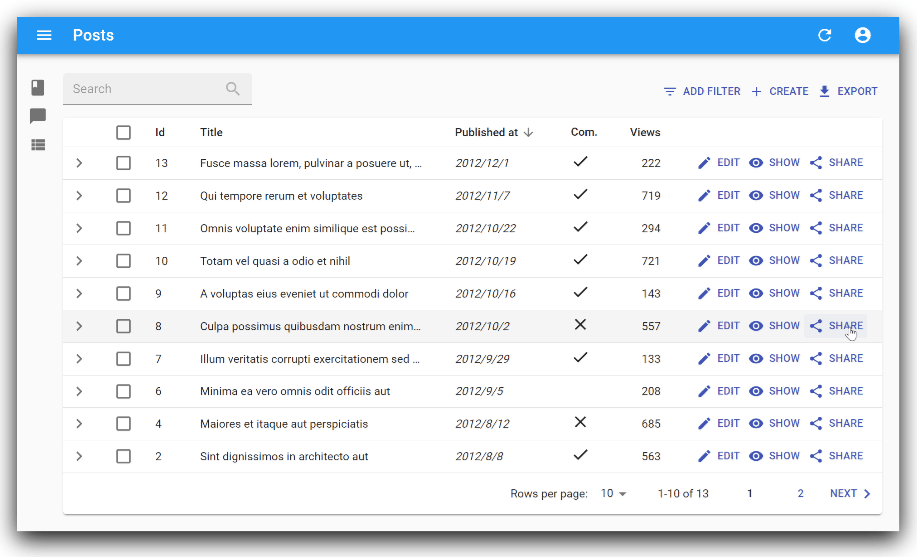 Posts
Search
ADD FILTER CREATE EXPORT
Id Title Published at Com. Views
13 Fusce massa lorem, pulvinar a posuere ut, ... 2012/12/1 222 EDIT SHOW SHARE
12 Qui tempore rerum et voluptates 2012/11/7 719 EDIT SHOW SHARE
11 Omnis voluptate enim similique est possi... 2012/10/22 294 EDIT SHOW SHARE
10 Totam vel quasi a odio et nihil 2012/10/19 721 EDIT SHOW SHARE
9 A voluptas eius eveniet ut commodi dolor 2012/10/16 143 EDIT SHOW SHARE
8 Culpa possimus quibusdam nostrum enim... 2012/10/2 557 EDIT SHOW SHARE
7 Illum veritatis corrupti exercitationem sed ... 2012/9/29 133 EDIT SHOW SHARE
6 Minima ea vero omnis odit officiis aut 2012/9/5 208 EDIT SHOW SHARE
4 Maiores et itaque aut perspiciatis 2012/8/12 685 EDIT SHOW SHARE
2 Sint dignissimos in architecto aut 2012/8/8 563 EDIT SHOW SHARE
Rows per page: 10 1-10 of 13 1 2 NEXT